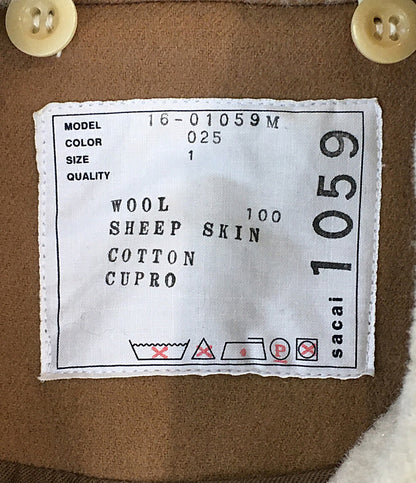 MODEL 16-01059M
COLOR 025
SIZE 1
QUALITY
WOOL 100
SHEEP SKIN
COTTON
CUPRO
P
sacai 1059